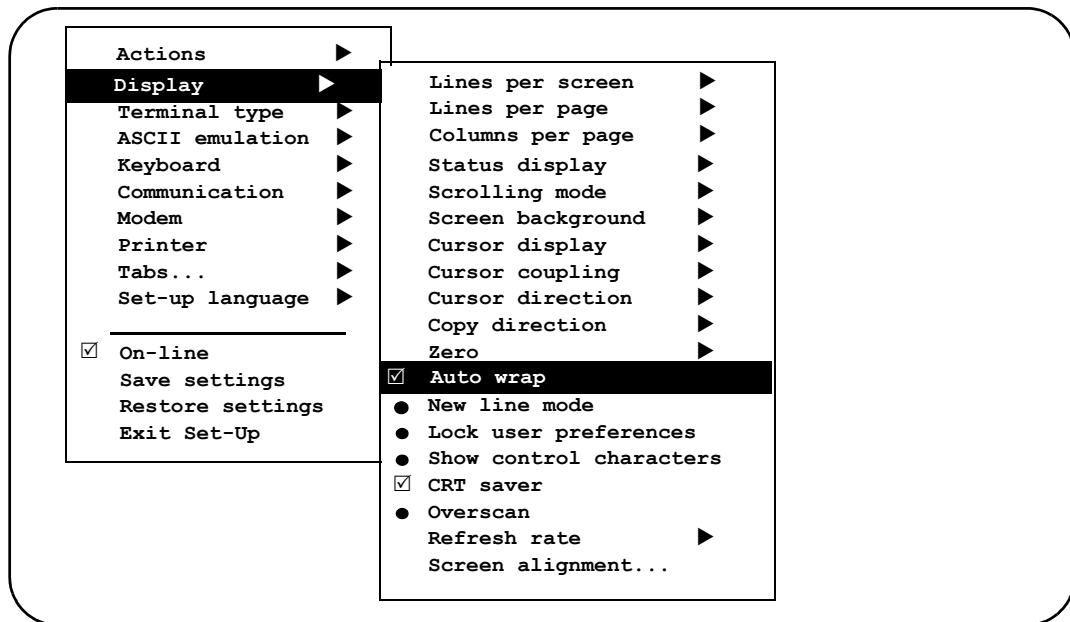 Actions ▶
Display ▶
Terminal type ▶
ASCII emulation ▶
Keyboard ▶
Communication ▶
Modem ▶
Printer ▶
Tabs... ▶
Set-up language ▶
☑ On-line
Save settings
Restore settings
Exit Set-Up
Lines per screen ▶
Lines per page ▶
Columns per page ▶
Status display ▶
Scrolling mode ▶
Screen background ▶
Cursor display ▶
Cursor coupling ▶
Cursor direction ▶
Copy direction ▶
Zero ▶
☑ Auto wrap
● New line mode
● Lock user preferences
● Show control characters
☑ CRT saver
● Overscan
Refresh rate ▶
Screen alignment...